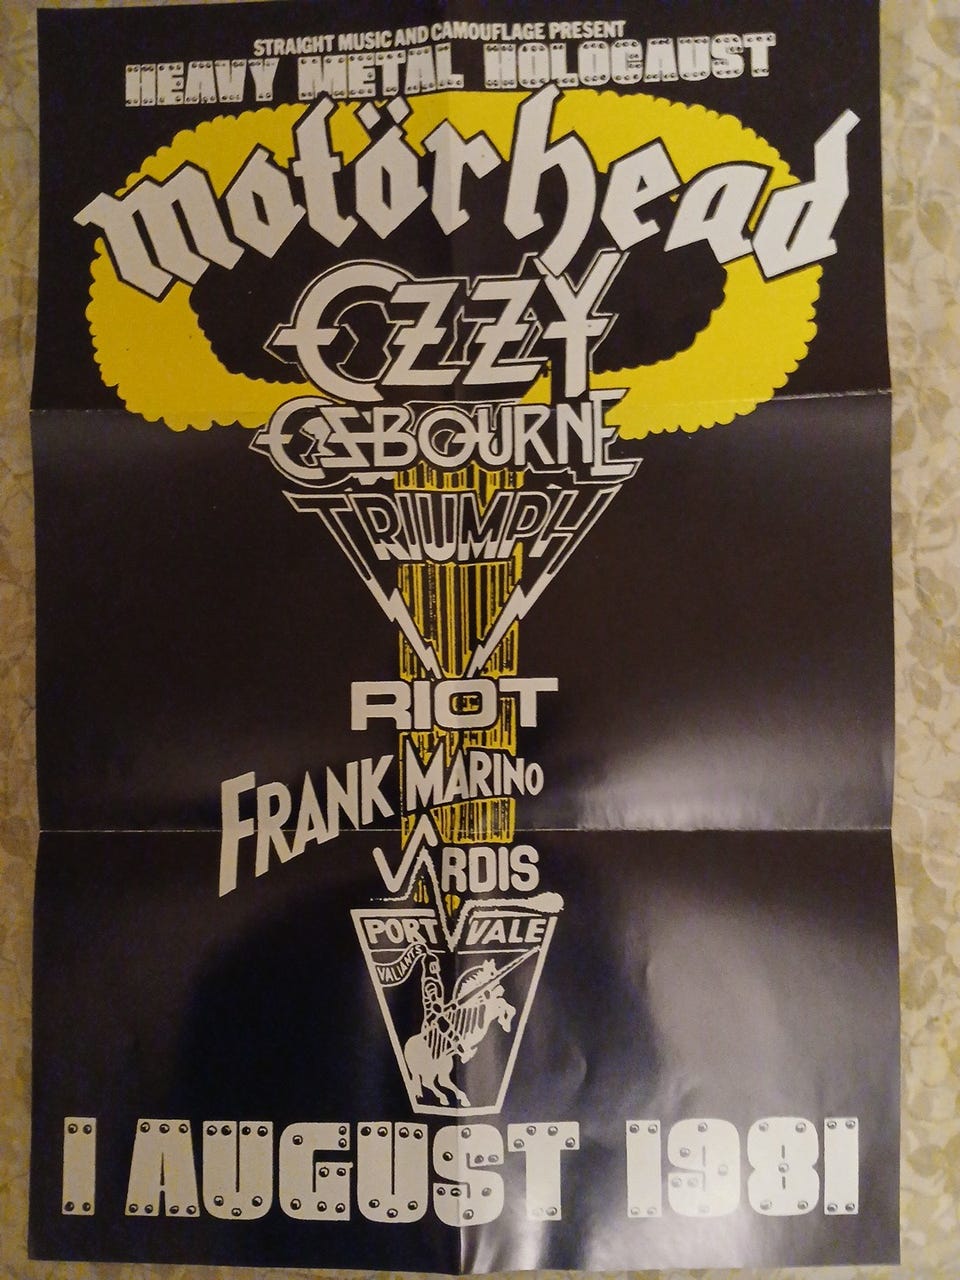 STRAIGHT MUSIC AND CAMOUFLAGE PRESENT
HEAVY METAL HOLOCAUST
motörhead
OZZY
OSBOURNE
TRIUMPH
RIOT
FRANK MARINO
VARDIS
PORT VALE
VALIANTS
1 AUGUST 1981